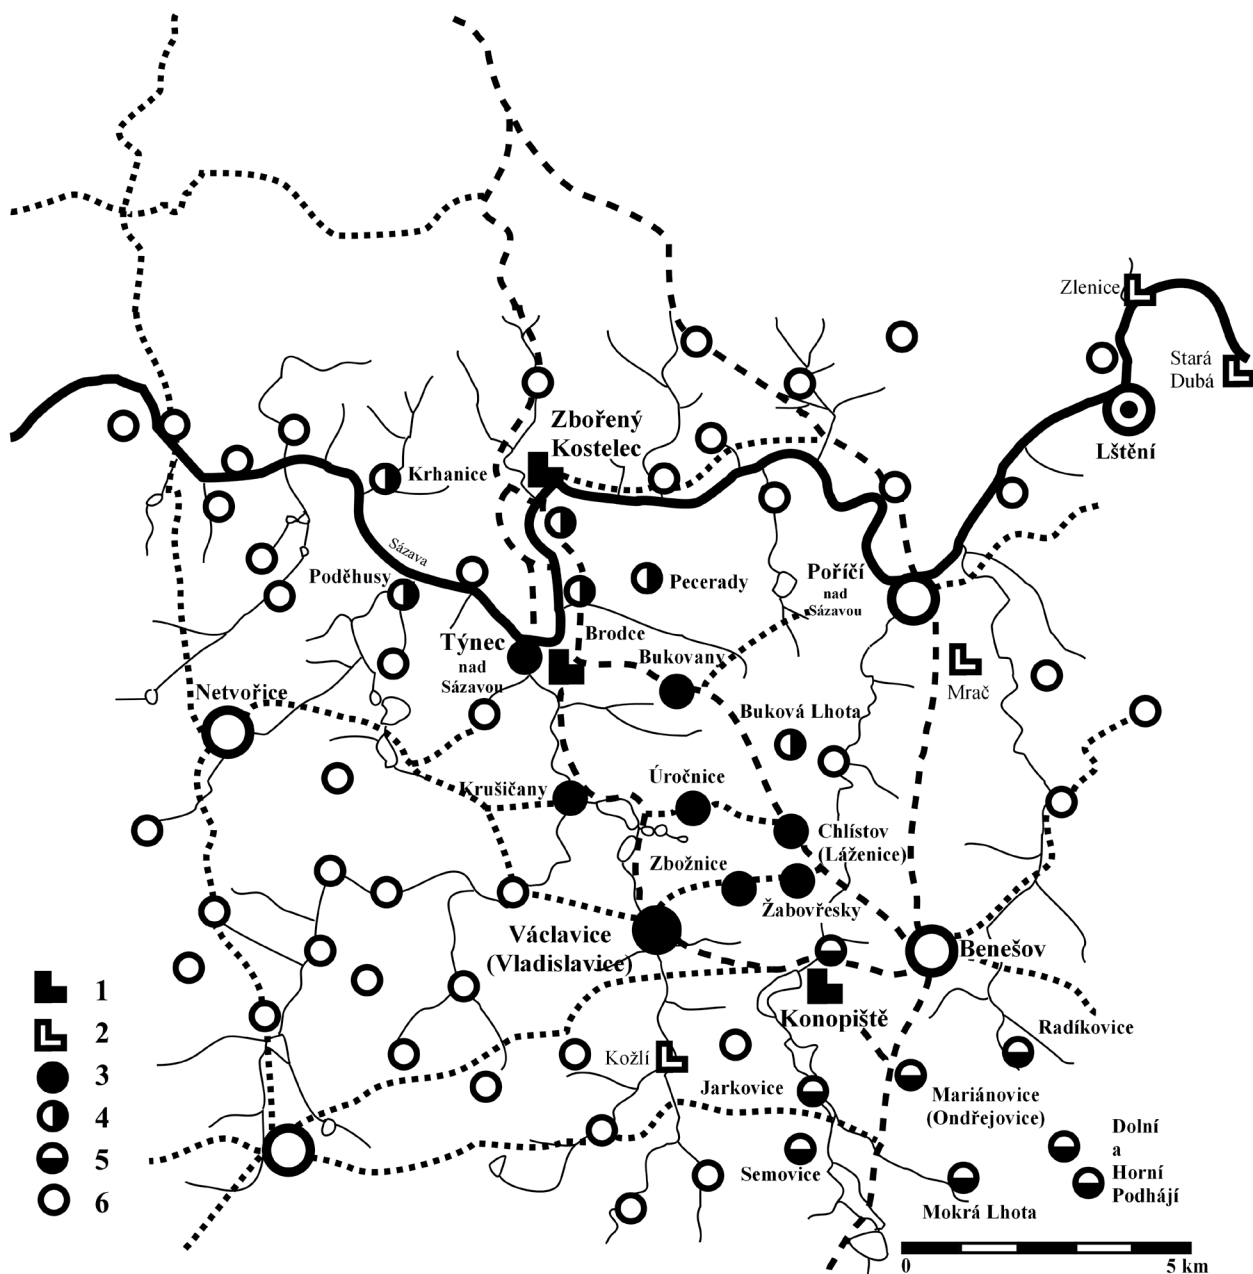 Zlenice
Stará
Dubá
Zbořený
Kostelec
Lštění
Krhanice
Sázava
Poděhusy
Pecerady
Poříčí
nad
Sázavou
Brodce
Týnec
nad
Sázavou
Bukovany
Mrač
Netvořice
Buková Lhota
Úročnice
Krušičany
Chlístov
(Láženice)
Zbožnice
Žabovřesky
Václavice
(Vladislavice)
Benešov
Konopiště
Radíkovice
Kožlí
Jarkovice
Mariánovice
(Ondřejovice)
Semovice
Mokrá Lhota
Dolní
a
Horní
Podhájí
1
2
3
4
5
6
0
5 km